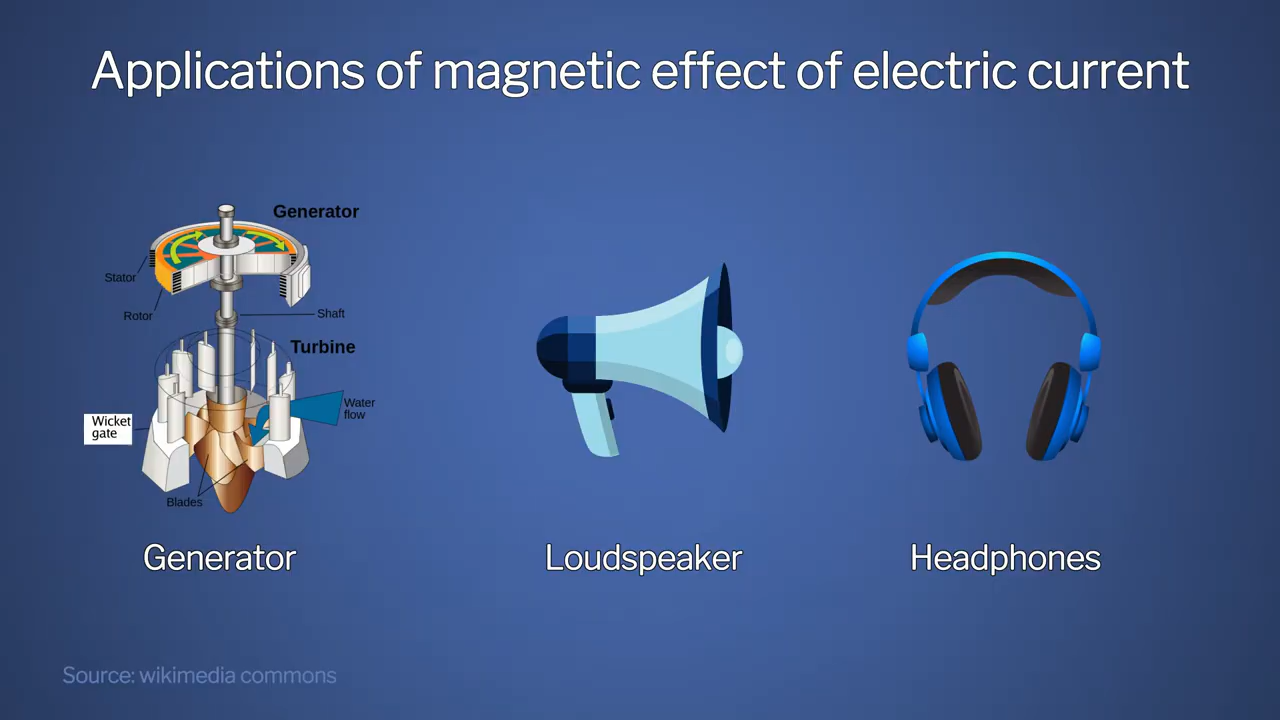 Applications of magnetic effect of electric current
Generator
Stator
Rotor
Shaft
Turbine
Water
flow
Wicket
gate
Blades
Generator
Loudspeaker
Headphones
Source: wikimedia commons